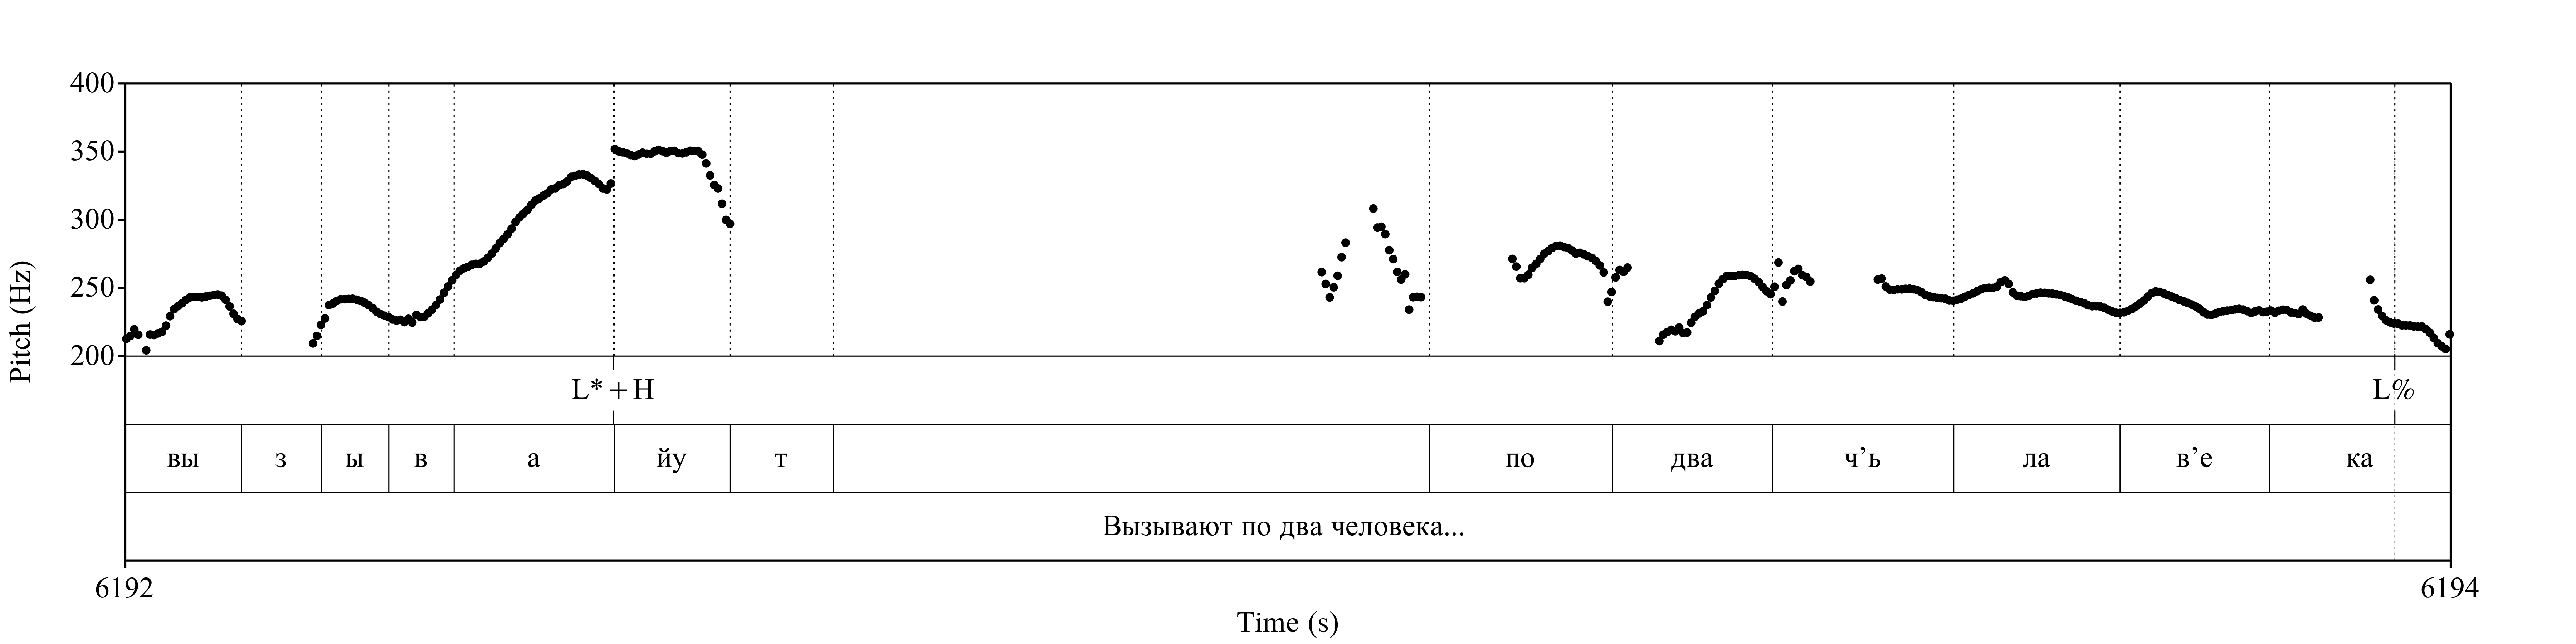 400
350
300
250
200
Pitch (Hz)
L*+H L%
вы з ы в а йу т по два ч’ь ла в’е ка
Вызывают по два человека...
6192 6194
Time (s)